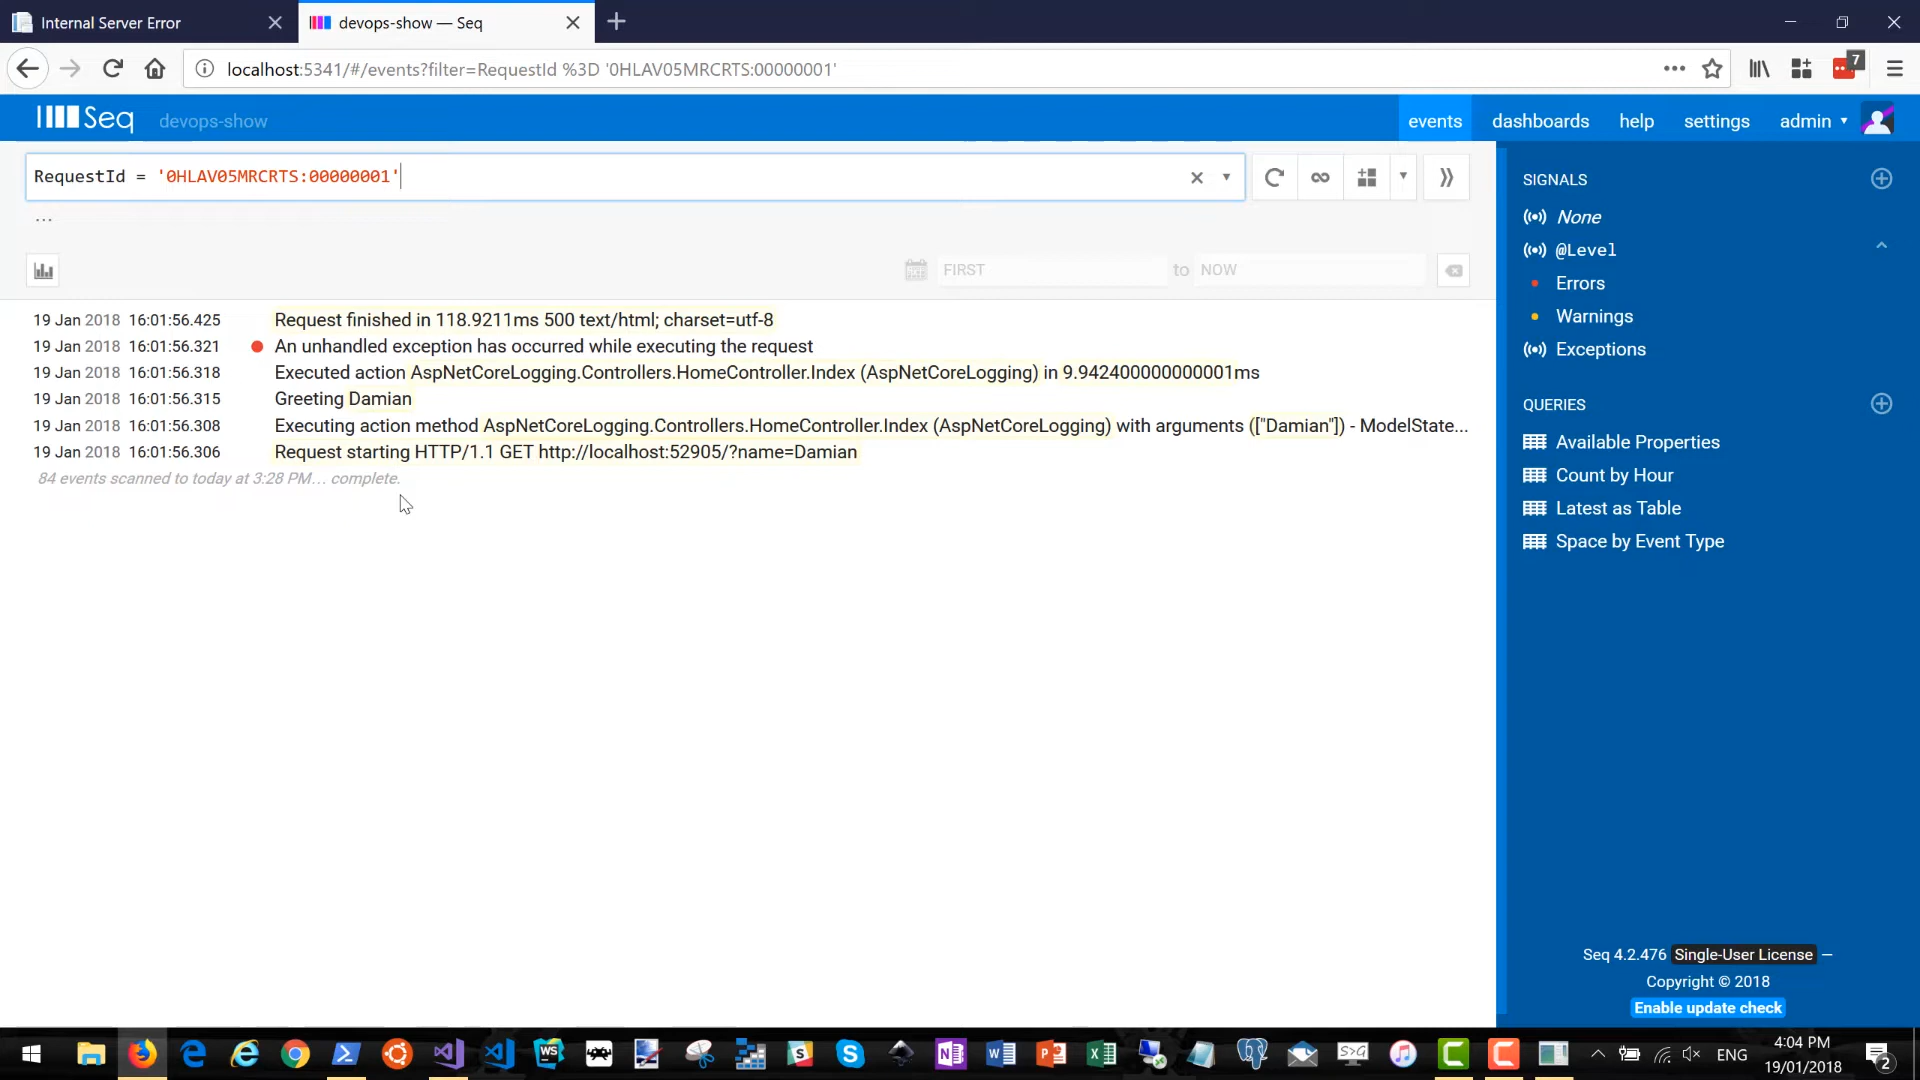 Internal Server Error
devops-show — Seq
localhost:5341/#/events?filter=RequestId %3D '0HLAV05MRCRTS:00000001'
7
Seq devops-show
events dashboards help settings admin
RequestId = '0HLAV05MRCRTS:00000001'
...
FIRST to NOW
19 Jan 2018 16:01:56.425 Request finished in 118.9211ms 500 text/html; charset=utf-8
19 Jan 2018 16:01:56.321 An unhandled exception has occurred while executing the request
19 Jan 2018 16:01:56.318 Executed action AspNetCoreLogging.Controllers.HomeController.Index (AspNetCoreLogging) in 9.942400000000001ms
19 Jan 2018 16:01:56.315 Greeting Damian
19 Jan 2018 16:01:56.308 Executing action method AspNetCoreLogging.Controllers.HomeController.Index (AspNetCoreLogging) with arguments (["Damian"]) - ModelState...
19 Jan 2018 16:01:56.306 Request starting HTTP/1.1 GET http://localhost:52905/?name=Damian
84 events scanned to today at 3:28 PM... complete.
SIGNALS
None
@Level
Errors
Warnings
Exceptions
QUERIES
Available Properties
Count by Hour
Latest as Table
Space by Event Type
Seq 4.2.476 Single-User License —
Copyright © 2018
Enable update check
WS
S>G
ENG
4:04 PM
19/01/2018
2